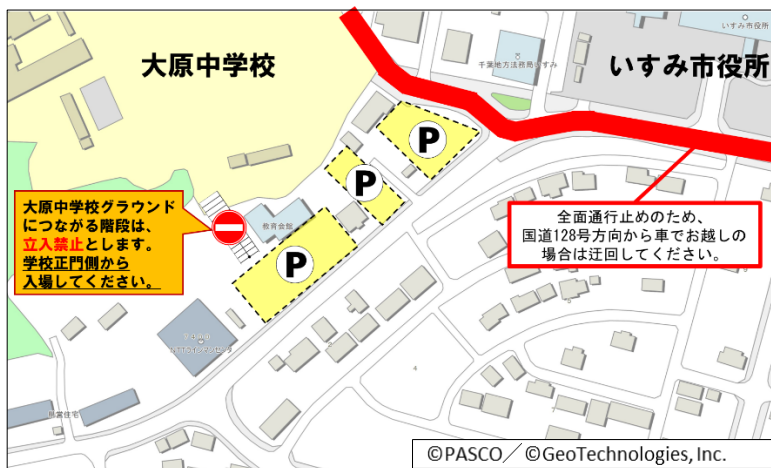 いすみ市役所
大原中学校
千葉地方法務局いすみ
いすみ市役所
P
P
P
大原中学校グラウンド
につながる階段は、
立入禁止とします。
学校正門側から
入場してください。
教育会館
全面通行止めのため、
国道128号方向から車でお越しの
場合は迂回してください。
県営住宅
©PASCO／©GeoTechnologies, Inc.